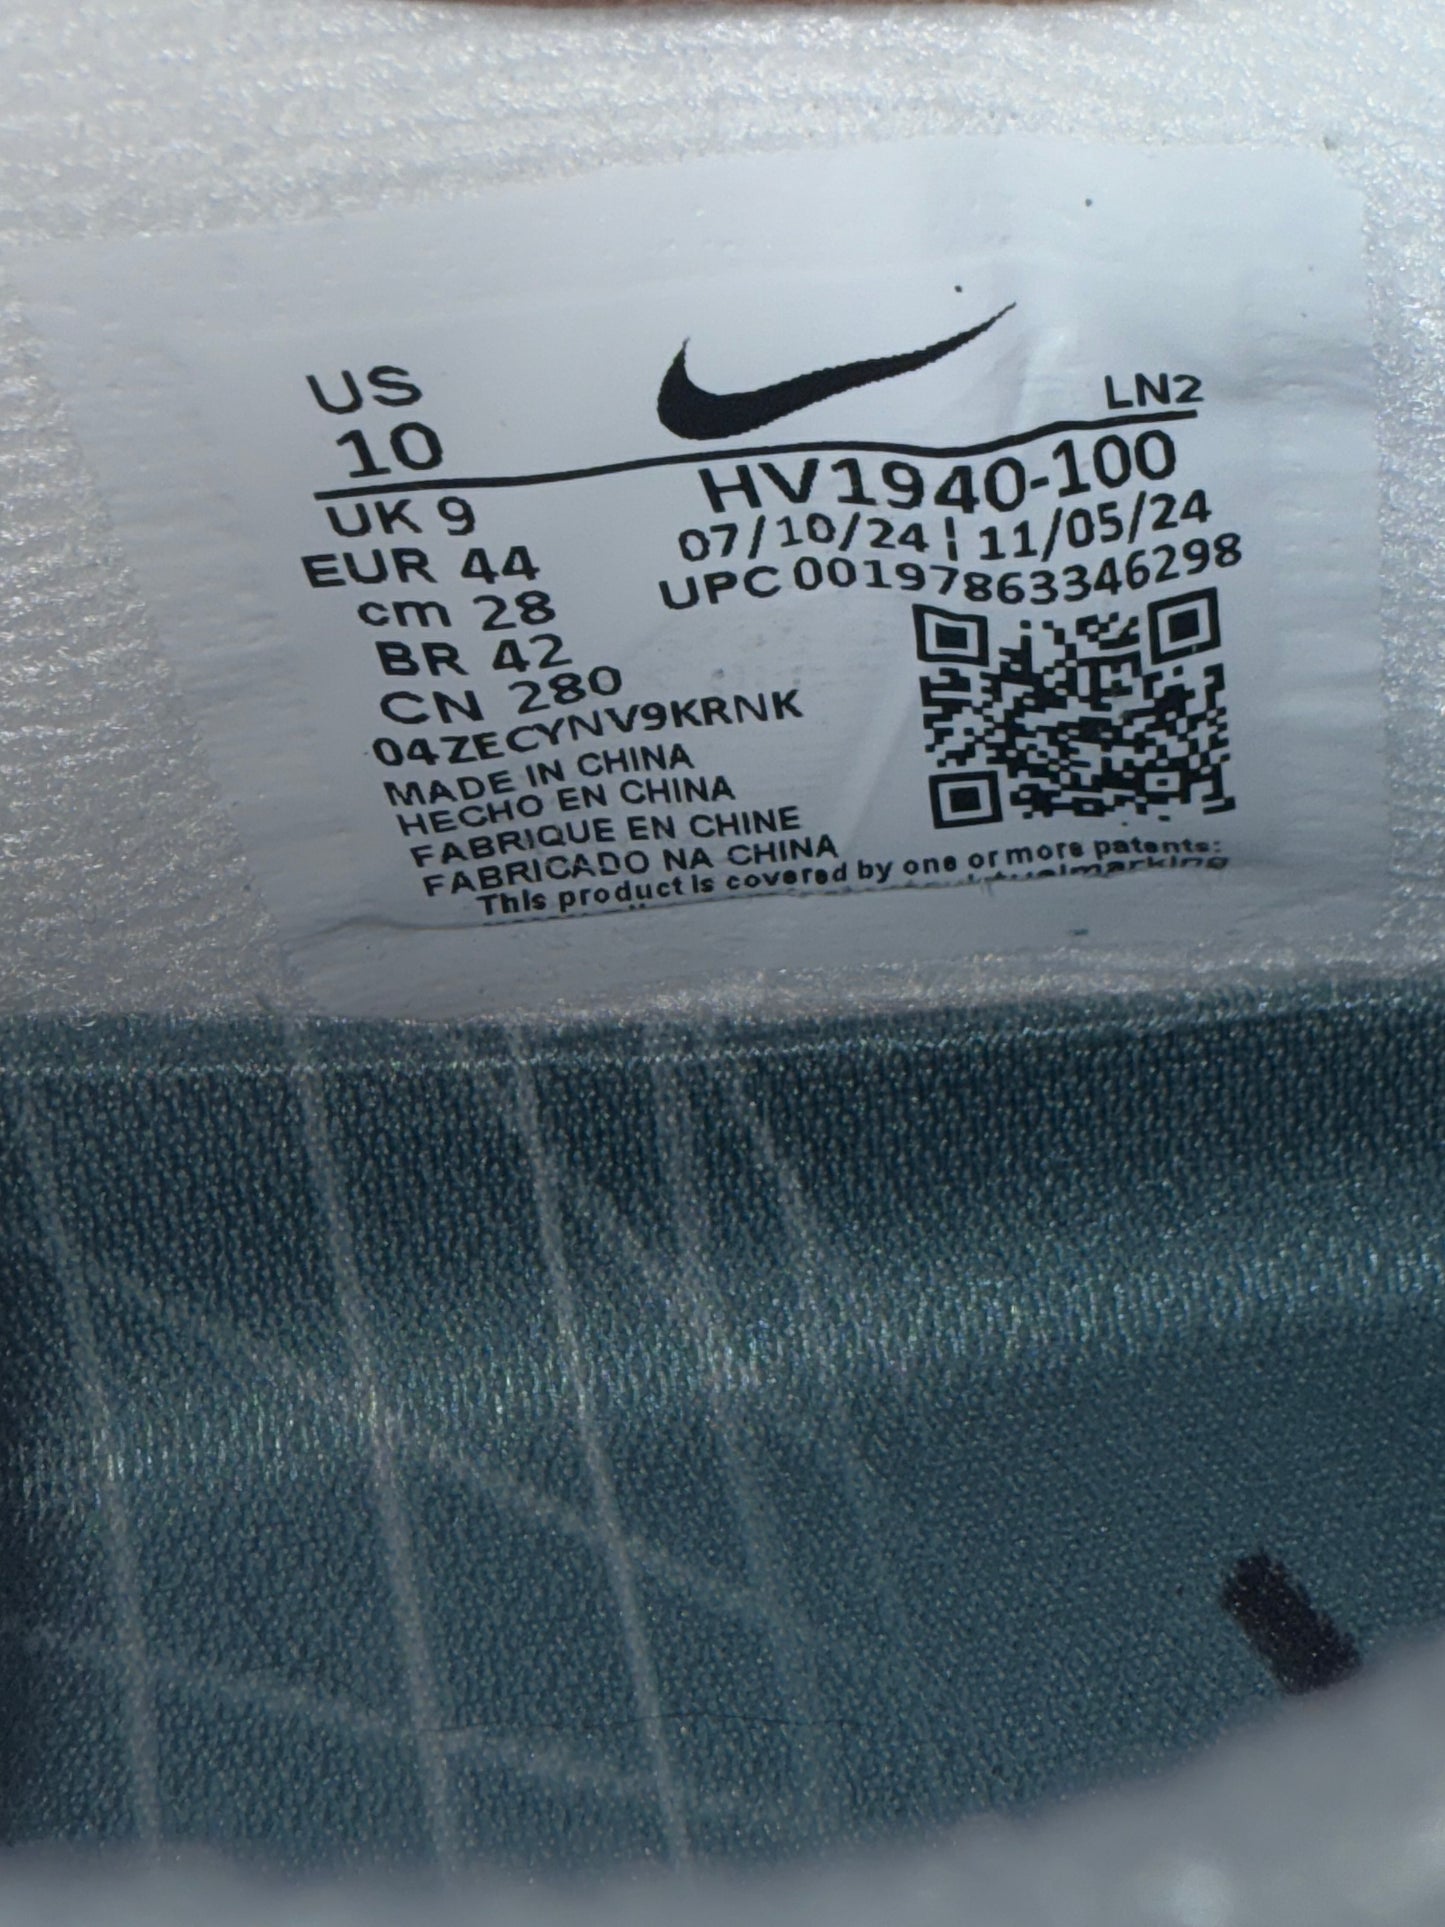 US
10
LN2
UK 9
EUR 44
cm 28
BR 42
CN 280
04ZECYNV9KRNK
HV1940-100
07/10/24 | 11/05/24
UPC 00197863346298
MADE IN CHINA
HECHO EN CHINA
FABRIQUE EN CHINE
FABRICADO NA CHINA
This product is covered by one or more patents: